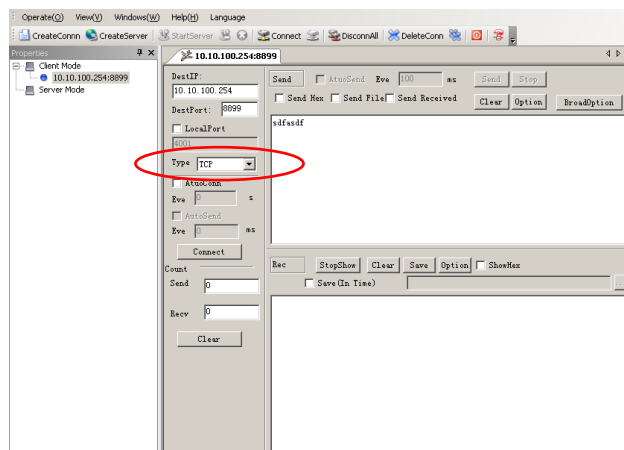 Operate(O) View(V) Windows(W) Help(H) Language
CreateConnn CreateServer StartServer Connect DisconnAll DeleteConn
Properties
10.10.100.254:8899
Client Mode
10.10.100.254:8899
Server Mode
DestIP:
10.10.100.254
DestPort: 8899
LocalPort
4001
Type TCP
AtuoConn
Eve 0 s
AutoSend
Eve 0 ms
Connect
Count
Send 0
Recv 0
Clear
Send AtuoSend Eve 100 ms Send Stop
Send Hex Send File Send Received Clear Option BroadOption
sdfasdf
Rec StopShow Clear Save Option ShowHex
Save(In Time)